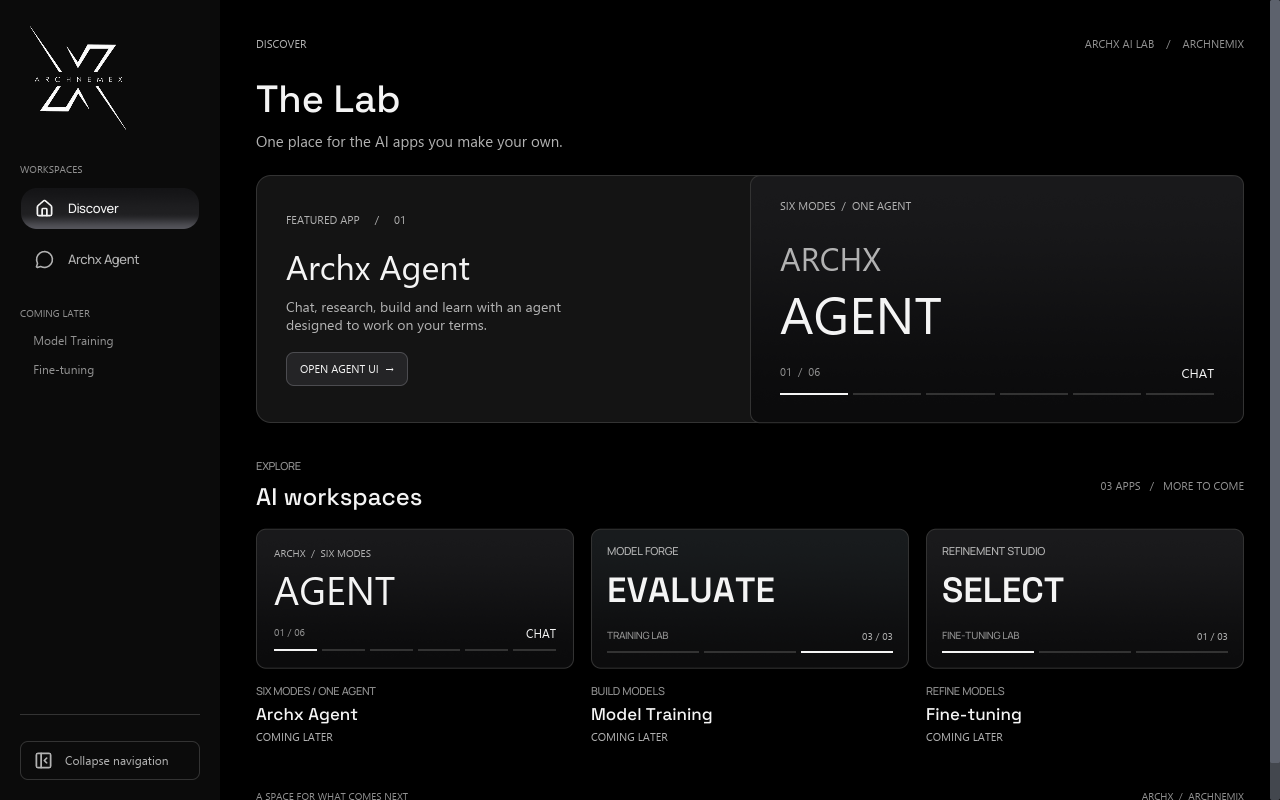 ARCHNEMEX
WORKSPACES
Discover
Archx Agent
COMING LATER
Model Training
Fine-tuning
Collapse navigation
DISCOVER
ARCHX AI LAB / ARCHNEMIX
The Lab
One place for the AI apps you make your own.
FEATURED APP / 01
Archx Agent
Chat, research, build and learn with an agent
designed to work on your terms.
OPEN AGENT UI →
SIX MODES / ONE AGENT
ARCHX
AGENT
01 / 06
CHAT
EXPLORE
AI workspaces
03 APPS / MORE TO COME
ARCHX / SIX MODES
AGENT
01 / 06
CHAT
SIX MODES / ONE AGENT
Archx Agent
COMING LATER
MODEL FORGE
EVALUATE
TRAINING LAB
03 / 03
BUILD MODELS
Model Training
COMING LATER
REFINEMENT STUDIO
SELECT
FINE-TUNING LAB
01 / 03
REFINE MODELS
Fine-tuning
COMING LATER
A SPACE FOR WHAT COMES NEXT
ARCHX / ARCHNEMIX